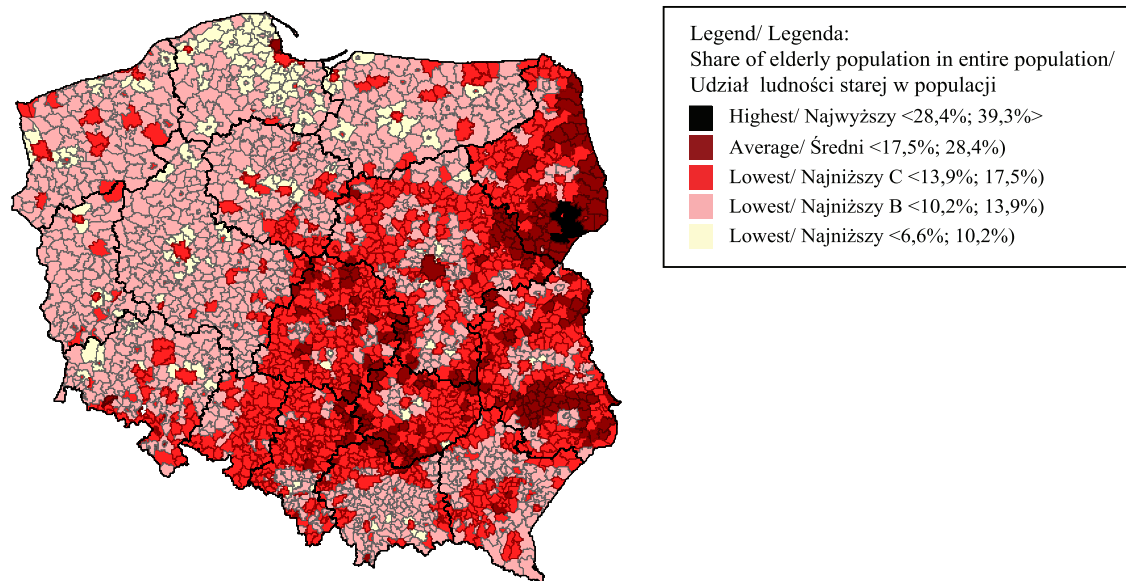 Legend/ Legenda:
Share of elderly population in entire population/
Udział ludności starej w populacji
Highest/ Najwyższy <28,4%; 39,3%>
Average/ Średni <17,5%; 28,4%)
Lowest/ Najniższy C <13,9%; 17,5%)
Lowest/ Najniższy B <10,2%; 13,9%)
Lowest/ Najniższy <6,6%; 10,2%)